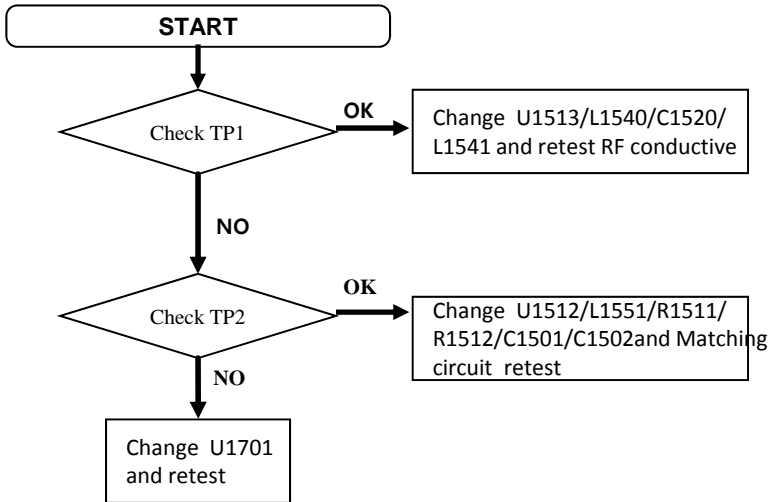 START
Check TP1
OK
Change U1513/L1540/C1520/
L1541 and retest RF conductive
NO
Check TP2
OK
Change U1512/L1551/R1511/
R1512/C1501/C1502and Matching
circuit retest
NO
Change U1701
and retest